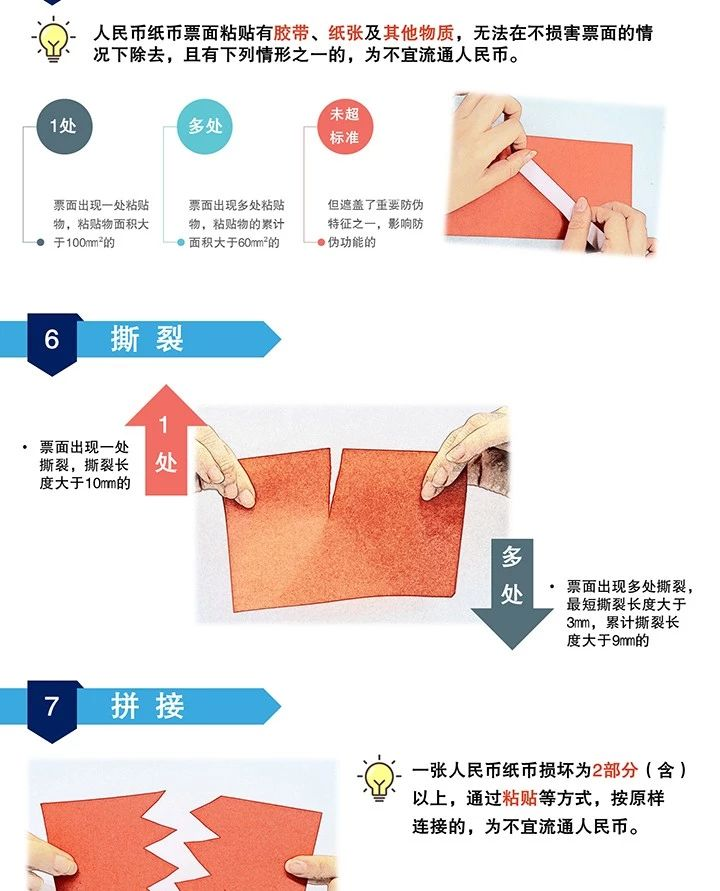 人民币纸币票面粘贴有胶带、纸张及其他物质，无法在不损害票面的情
况下除去，且有下列情形之一的，为不宜流通人民币。
1处
多处
未超
标准
票面出现一处粘贴
物，粘贴物面积大
于100mm²的
票面出现多处粘贴
物，粘贴物的累计
面积大于60mm²的
但遮盖了重要防伪
特征之一，影响防
伪功能的
6 撕裂
1
处
• 票面出现一处
撕裂，撕裂长
度大于10mm的
多
处
• 票面出现多处撕裂，
最短撕裂长度大于
3mm，累计撕裂长
度大于9mm的
7 拼接
一张人民币纸币损坏为2部分（含）
以上，通过粘贴等方式，按原样
连接的，为不宜流通人民币。